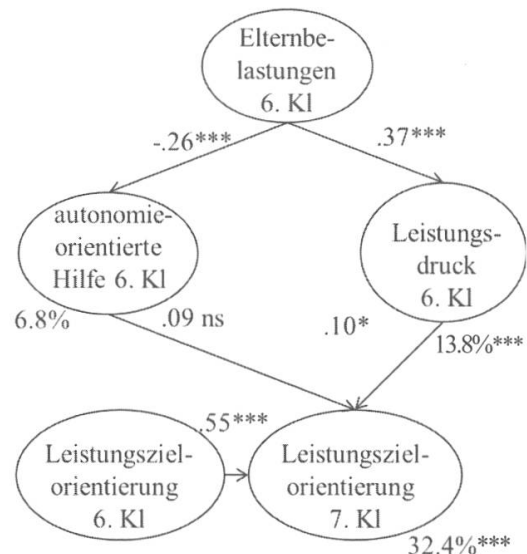 Elternbe-
lastungen
6. Kl
-.26***
.37***
autonomie-
orientierte
Hilfe 6. Kl
Leistungs-
druck
6. Kl
6.8%
.09 ns
.10*
13.8%***
.55***
Leistungsziel-
orientierung
6. Kl
Leistungsziel-
orientierung
7. Kl
32.4%***